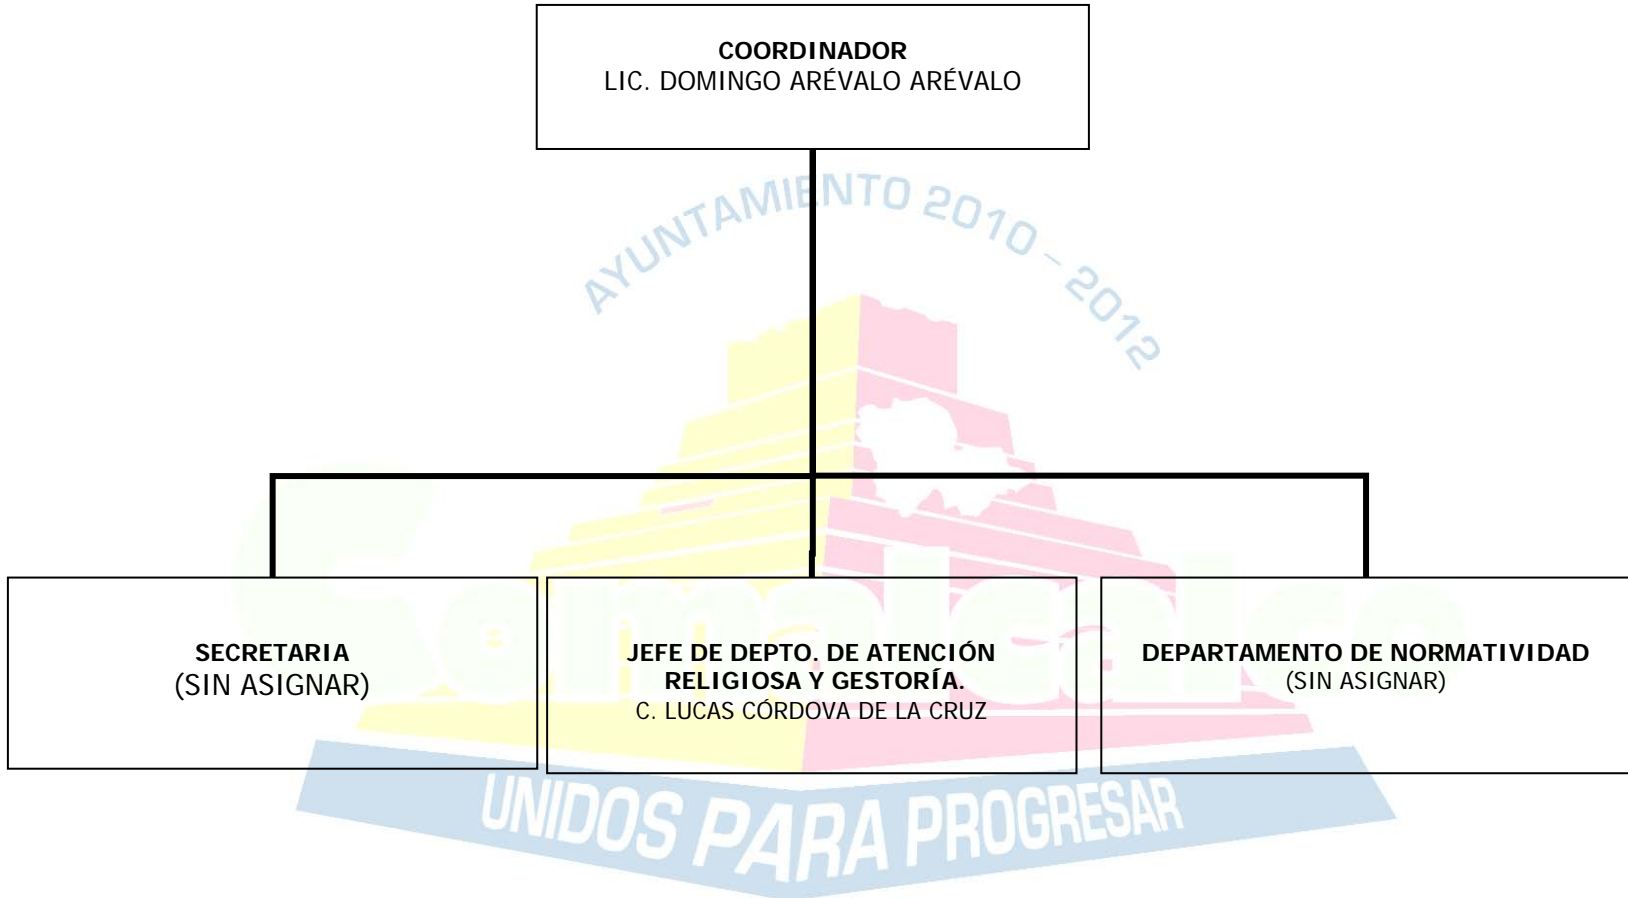 COORDINADOR
LIC. DOMINGO ARÉVALO ARÉVALO
AYUNTAMIENTO 2010 - 2012
SECRETARIA
(SIN ASIGNAR)
JEFE DE DEPTO. DE ATENCIÓN
RELIGIOSA Y GESTORÍA.
C. LUCAS CÓRDOVA DE LA CRUZ
DEPARTAMENTO DE NORMATIVIDAD
(SIN ASIGNAR)
Comalcalco
UNIDOS PARA PROGRESAR